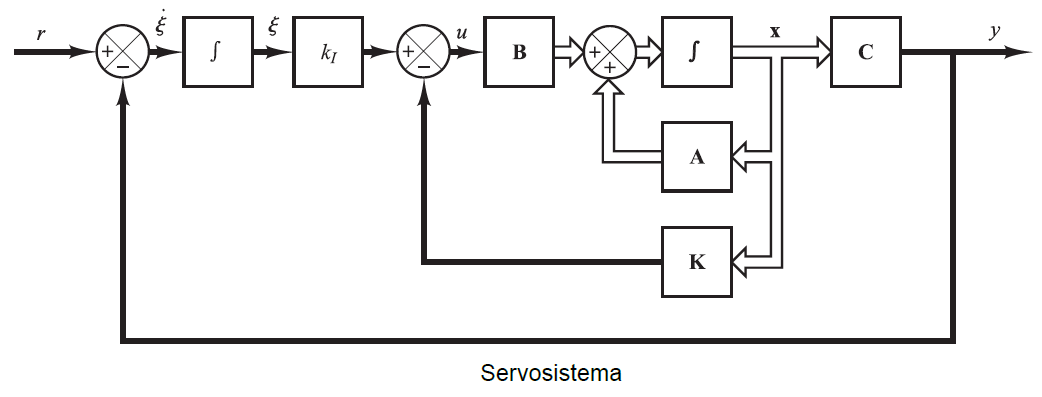 r + − ξ̇ ∫ ξ k_I + − u B + + ∫ x C y
A
K
Servosistema